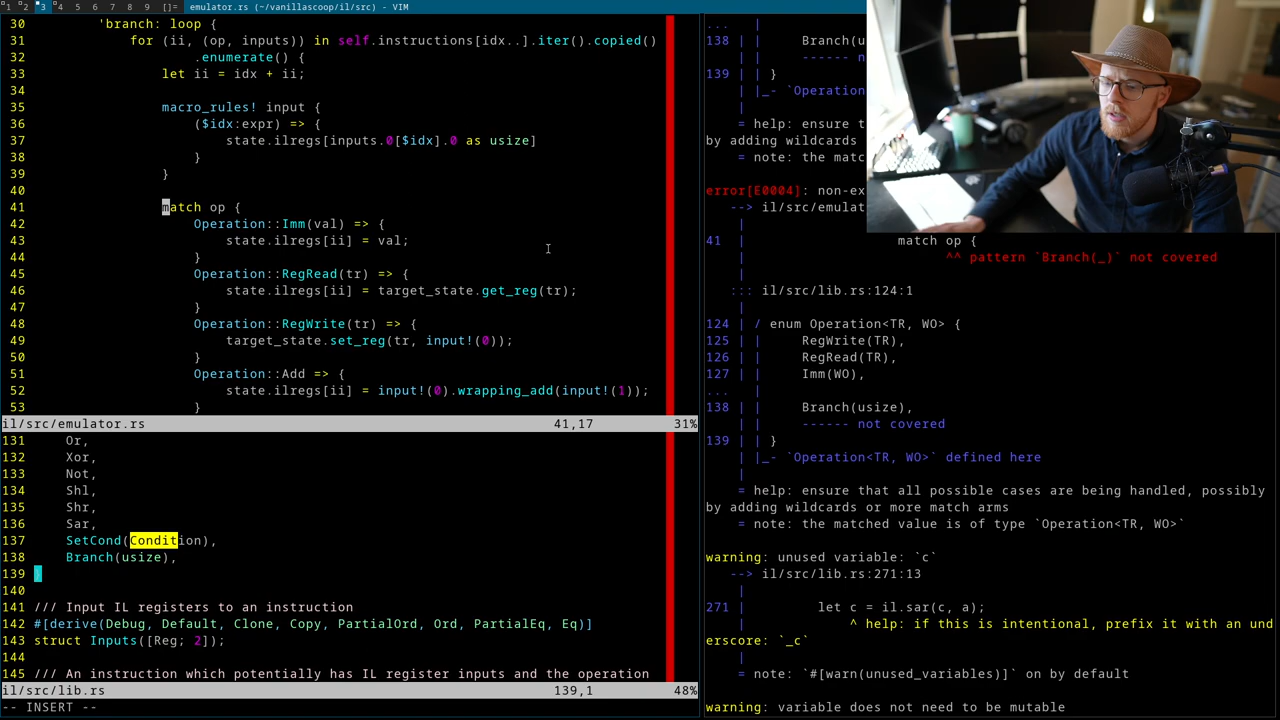 1 2 3 4 5 6 7 8 9 []= emulator.rs (~/vanillascoop/il/src) - VIM
30 'branch: loop {
31 for (ii, (op, inputs)) in self.instructions[idx..].iter().copied()
32 .enumerate() {
33 let ii = idx + ii;
34
35 macro_rules! input {
36 ($idx:expr) => {
37 state.ilregs[inputs.0[$idx].0 as usize]
38 }
39 }
40
41 match op {
42 Operation::Imm(val) => {
43 state.ilregs[ii] = val;
44 }
45 Operation::RegRead(tr) => {
46 state.ilregs[ii] = target_state.get_reg(tr);
47 }
48 Operation::RegWrite(tr) => {
49 target_state.set_reg(tr, input!(0));
50 }
51 Operation::Add => {
52 state.ilregs[ii] = input!(0).wrapping_add(input!(1));
53 }
il/src/emulator.rs 41,17 31%
131 Or,
132 Xor,
133 Not,
134 Shl,
135 Shr,
136 Sar,
137 SetCond(Condition),
138 Branch(usize),
139 }
140
141 /// Input IL registers to an instruction
142 #[derive(Debug, Default, Clone, Copy, PartialOrd, Ord, PartialEq, Eq)]
143 struct Inputs([Reg; 2]);
144
145 /// An instruction which potentially has IL register inputs and the operation
il/src/lib.rs 139,1 48%
-- INSERT --
... |
138 | | Branch(u
| | ------ n
139 | | }
| |_- `Operation
|
= help: ensure t
by adding wildcards
= note: the matc
error[E0004]: non-ex
--> il/src/emulat
41 match op {
^^ pattern `Branch(_)` not covered
|
::: il/src/lib.rs:124:1
|
124 | / enum Operation<TR, WO> {
125 | | RegWrite(TR),
126 | | RegRead(TR),
127 | | Imm(WO),
... |
138 | | Branch(usize),
| | ------ not covered
139 | | }
| |_- `Operation<TR, WO>` defined here
|
= help: ensure that all possible cases are being handled, possibly
by adding wildcards or more match arms
= note: the matched value is of type `Operation<TR, WO>`
warning: unused variable: `c`
--> il/src/lib.rs:271:13
|
271 | let c = il.sar(c, a);
| ^ help: if this is intentional, prefix it with an und
erscore: `_c`
|
= note: `#[warn(unused_variables)]` on by default
warning: variable does not need to be mutable